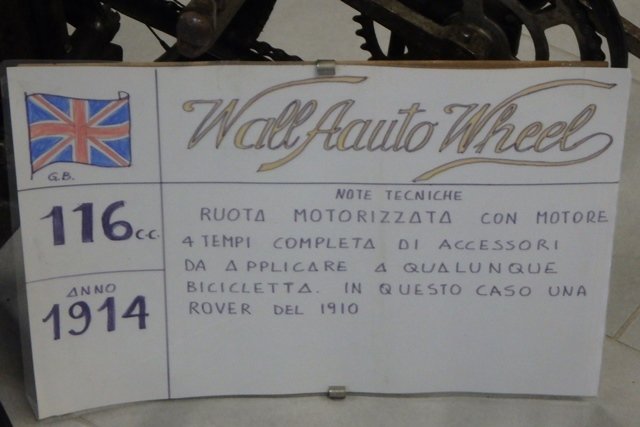 Wall Aauto Wheel
G.B.
116 c.c.
ANNO
1914
NOTE TECNICHE
RUOTA MOTORIZZATA CON MOTORE
4 TEMPI COMPLETA DI ACCESSORI
DA APPLICARE A QUALUNQUE
BICICLETTA. IN QUESTO CASO UNA
ROVER DEL 1910